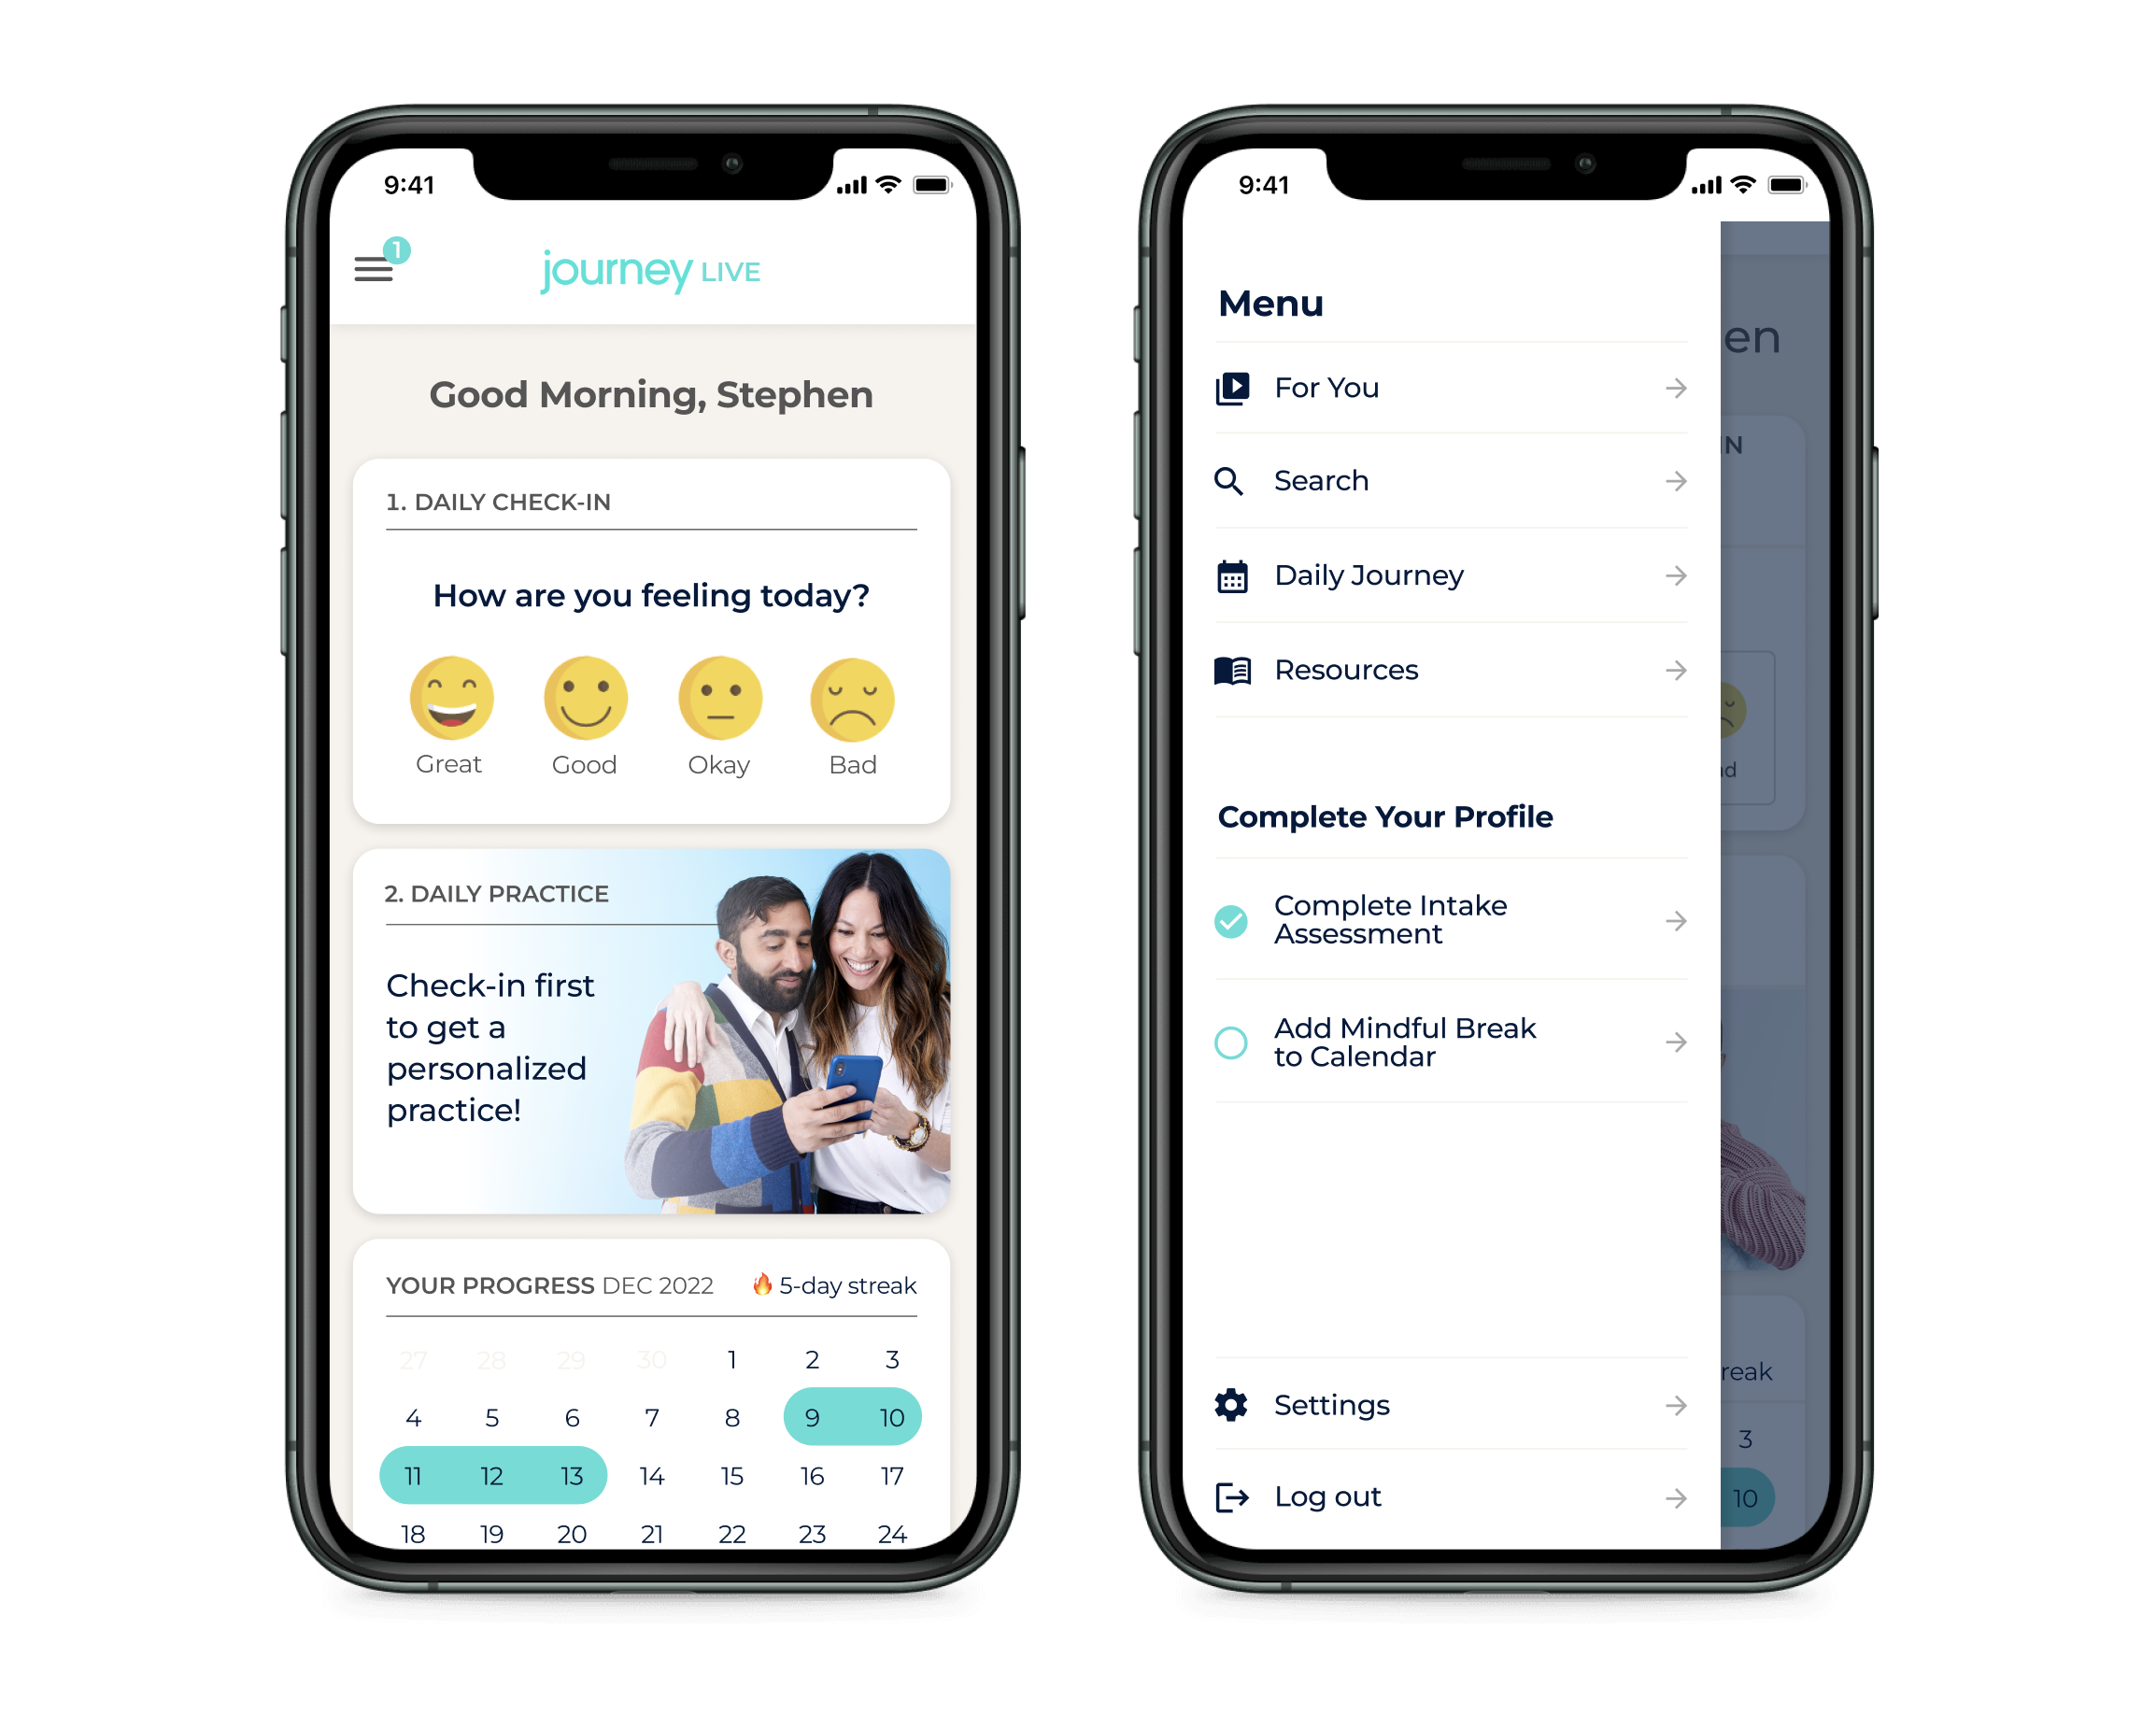 9:41
1
journey LIVE
Good Morning, Stephen
1. DAILY CHECK-IN
How are you feeling today?
Great Good Okay Bad
2. DAILY PRACTICE
Check-in first
to get a
personalized
practice!
YOUR PROGRESS DEC 2022 5-day streak
27 28 29 30 1 2 3
4 5 6 7 8 9 10
11 12 13 14 15 16 17
18 19 20 21 22 23 24
9:41
Menu
For You
Search
Daily Journey
Resources
Complete Your Profile
Complete Intake
Assessment
Add Mindful Break
to Calendar
Settings
Log out
en
IN
ad
reak
3
10